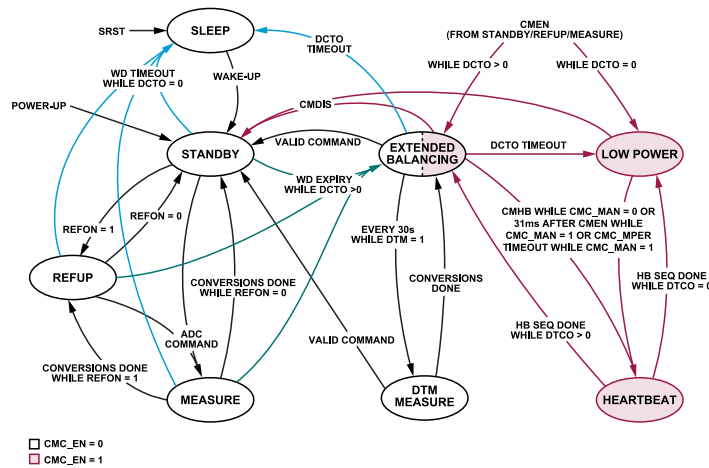 CMEN
(FROM STANDBY/REFUP/MEASURE)
SRST
SLEEP
DCTO
TIMEOUT
WHILE DCTO > 0
WHILE DCTO = 0
WD TIMEOUT
WHILE DCTO = 0
WAKE-UP
POWER-UP
CMDIS
VALID COMMAND
STANDBY
EXTENDED
BALANCING
DCTO TIMEOUT
LOW POWER
WD EXPIRY
WHILE DCTO >0
REFON = 1
REFON = 0
EVERY 30s
WHILE DTM = 1
CMHB WHILE CMC_MAN = 0 OR
31ms AFTER CMEN WHILE
CMC_MAN = 1 OR CMC_MPER
TIMEOUT WHILE CMC_MAN = 1
REFUP
CONVERSIONS DONE
WHILE REFON = 0
CONVERSIONS
DONE
HB SEQ DONE
WHILE DTCO = 0
ADC
COMMAND
VALID COMMAND
HB SEQ DONE
WHILE DTCO > 0
CONVERSIONS DONE
WHILE REFON = 1
MEASURE
DTM
MEASURE
HEARTBEAT
CMC_EN = 0
CMC_EN = 1